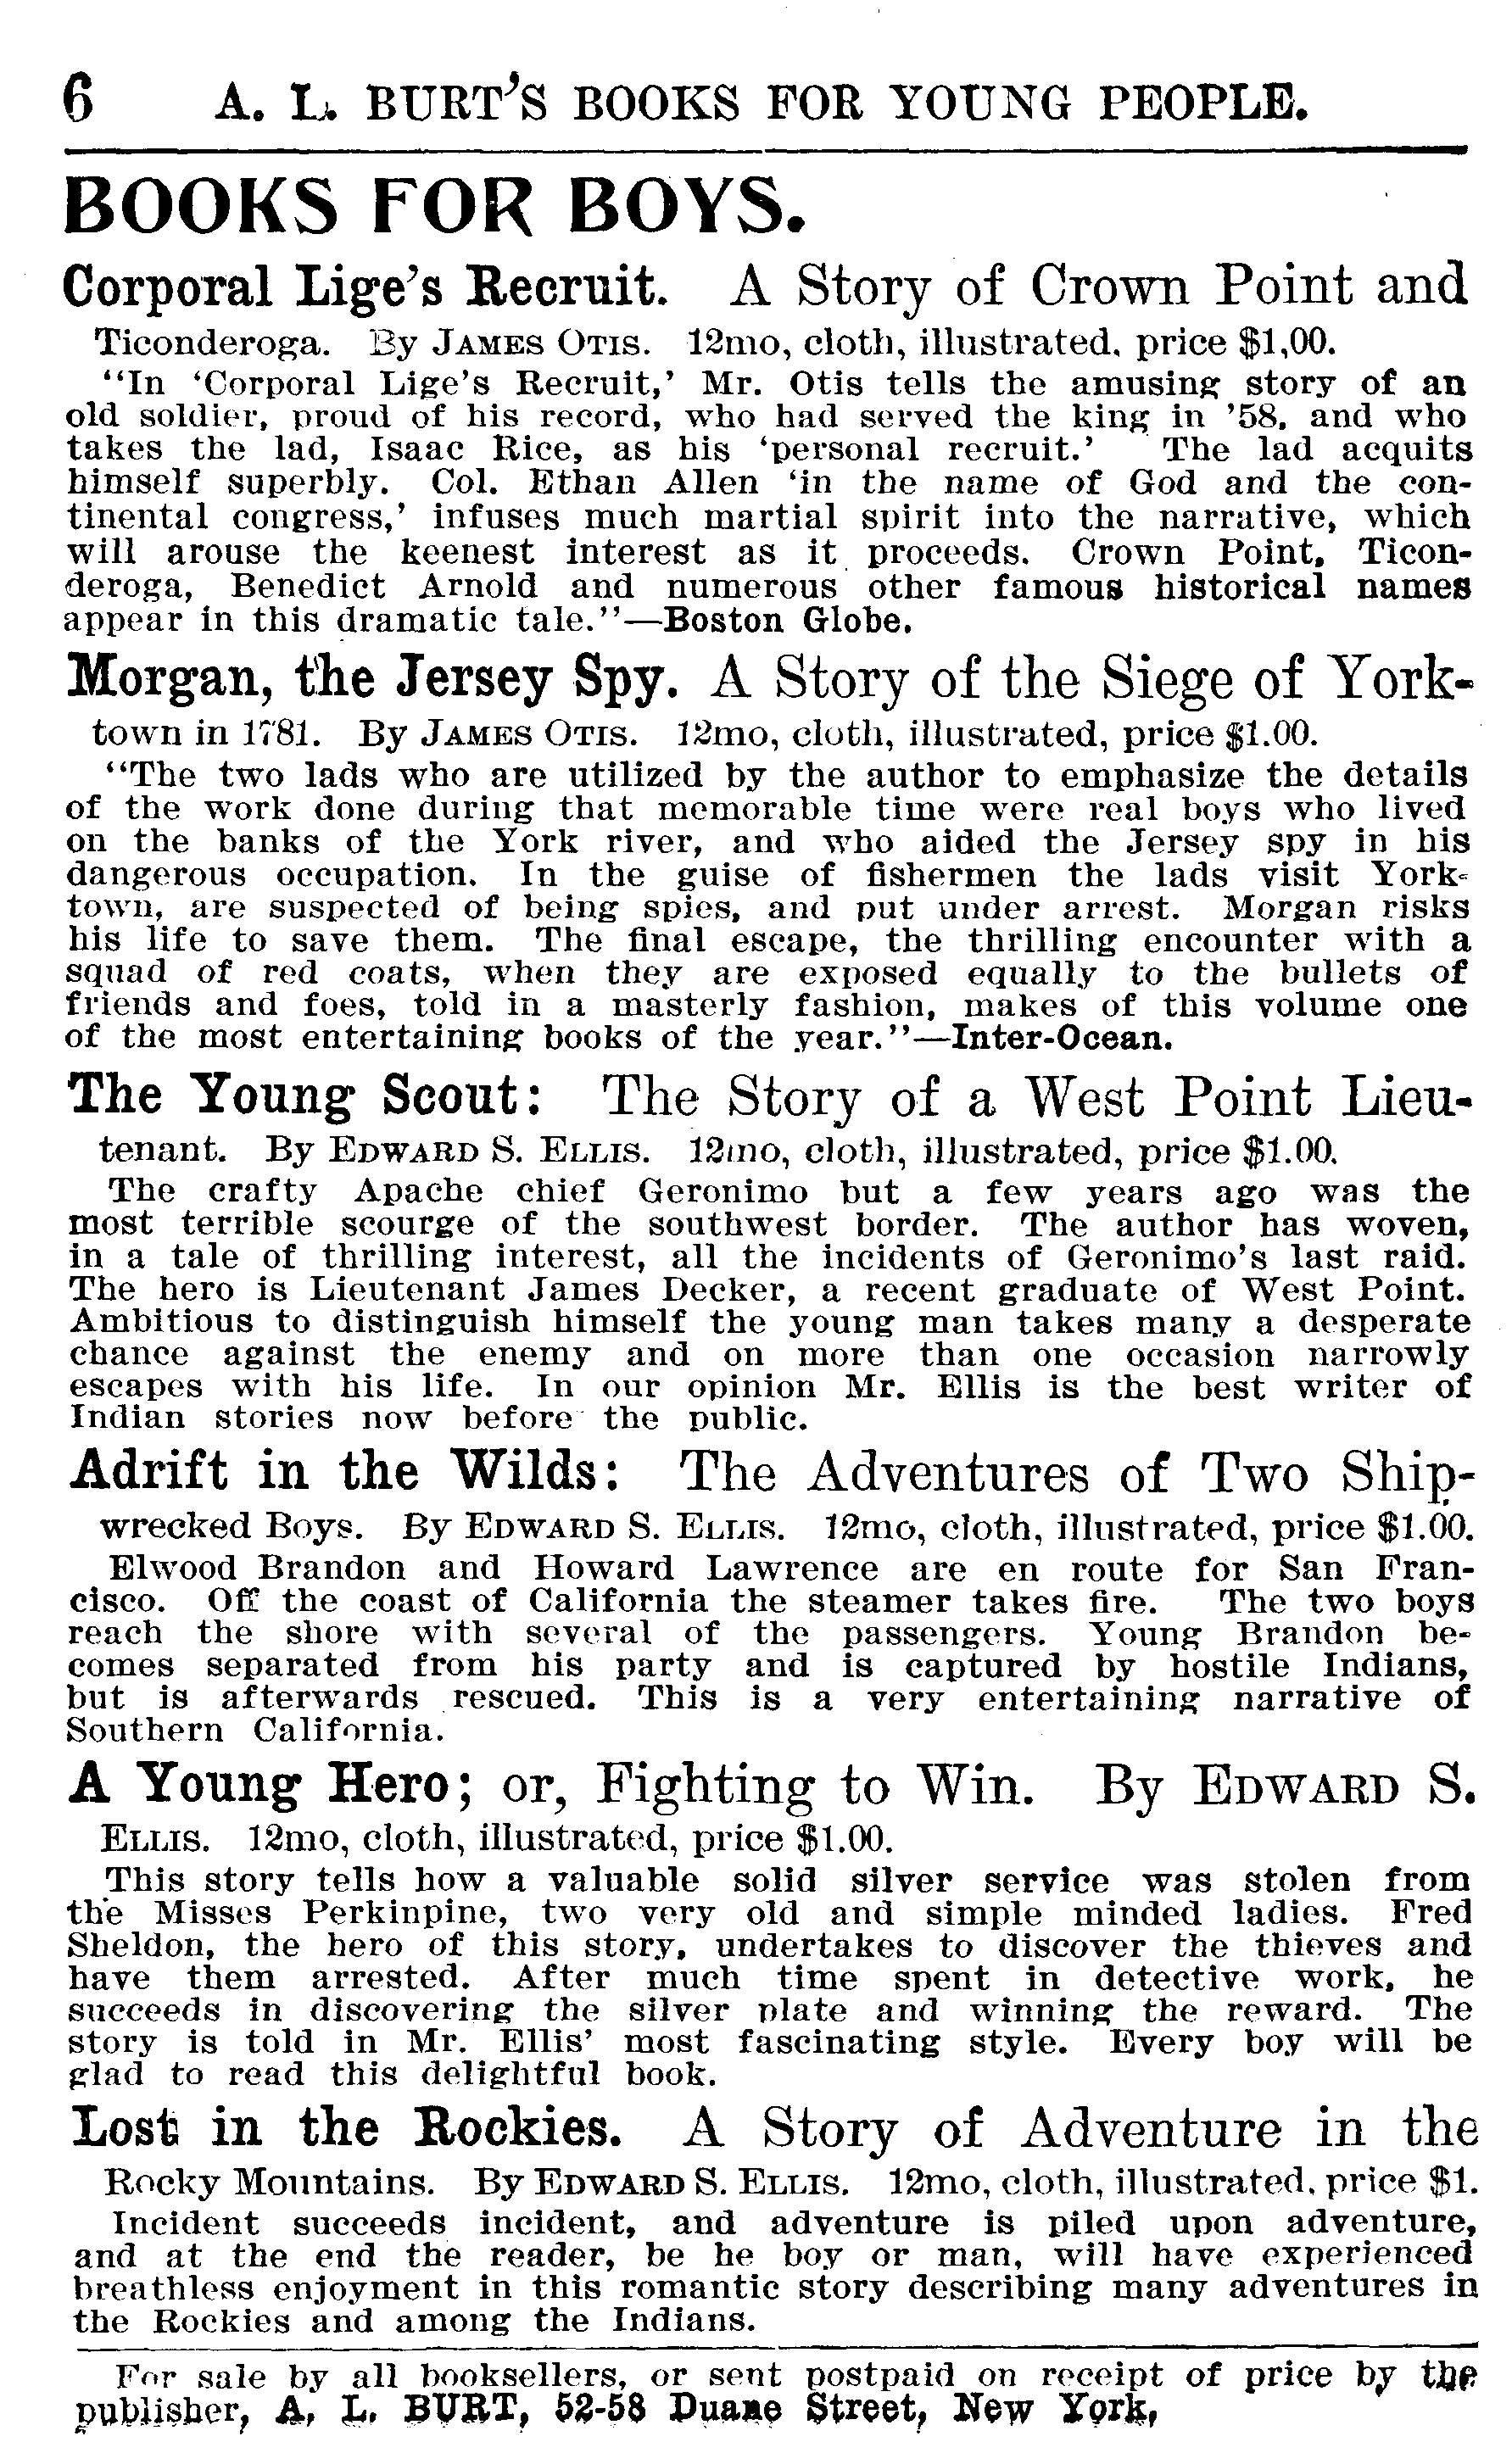 6 A. L. BURT'S BOOKS FOR YOUNG PEOPLE.
BOOKS FOR BOYS.
Corporal Lige's Recruit. A Story of Crown Point and
Ticonderoga. By JAMES OTIS. 12mo, cloth, illustrated, price $1,00.
"In 'Corporal Lige's Recruit,' Mr. Otis tells the amusing story of an
old soldier, proud of his record, who had served the king in '58, and who
takes the lad, Isaac Rice, as his 'personal recruit.' The lad acquits
himself superbly. Col. Ethan Allen 'in the name of God and the con-
tinental congress,' infuses much martial spirit into the narrative, which
will arouse the keenest interest as it proceeds. Crown Point, Ticon-
deroga, Benedict Arnold and numerous other famous historical names
appear in this dramatic tale."—Boston Globe.
Morgan, the Jersey Spy. A Story of the Siege of York-
town in 1781. By JAMES OTIS. 12mo, cloth, illustrated, price $1.00.
"The two lads who are utilized by the author to emphasize the details
of the work done during that memorable time were real boys who lived
on the banks of the York river, and who aided the Jersey spy in his
dangerous occupation. In the guise of fishermen the lads visit York-
town, are suspected of being spies, and put under arrest. Morgan risks
his life to save them. The final escape, the thrilling encounter with a
squad of red coats, when they are exposed equally to the bullets of
friends and foes, told in a masterly fashion, makes of this volume one
of the most entertaining books of the year."—Inter-Ocean.
The Young Scout: The Story of a West Point Lieu-
tenant. By EDWARD S. ELLIS. 12mo, cloth, illustrated, price $1.00.
The crafty Apache chief Geronimo but a few years ago was the
most terrible scourge of the southwest border. The author has woven,
in a tale of thrilling interest, all the incidents of Geronimo's last raid.
The hero is Lieutenant James Decker, a recent graduate of West Point.
Ambitious to distinguish himself the young man takes many a desperate
chance against the enemy and on more than one occasion narrowly
escapes with his life. In our opinion Mr. Ellis is the best writer of
Indian stories now before the public.
Adrift in the Wilds: The Adventures of Two Ship-
wrecked Boys. By EDWARD S. ELLIS. 12mo, cloth, illustrated, price $1.00.
Elwood Brandon and Howard Lawrence are en route for San Fran-
cisco. Off the coast of California the steamer takes fire. The two boys
reach the shore with several of the passengers. Young Brandon be-
comes separated from his party and is captured by hostile Indians,
but is afterwards rescued. This is a very entertaining narrative of
Southern California.
A Young Hero; or, Fighting to Win. By EDWARD S.
ELLIS. 12mo, cloth, illustrated, price $1.00.
This story tells how a valuable solid silver service was stolen from
the Misses Perkinpine, two very old and simple minded ladies. Fred
Sheldon, the hero of this story, undertakes to discover the thieves and
have them arrested. After much time spent in detective work, he
succeeds in discovering the silver plate and winning the reward. The
story is told in Mr. Ellis' most fascinating style. Every boy will be
glad to read this delightful book.
Lost in the Rockies. A Story of Adventure in the
Rocky Mountains. By EDWARD S. ELLIS. 12mo, cloth, illustrated, price $1.
Incident succeeds incident, and adventure is piled upon adventure,
and at the end the reader, be he boy or man, will have experienced
breathless enjoyment in this romantic story describing many adventures in
the Rockies and among the Indians.
For sale by all booksellers, or sent postpaid on receipt of price by the
publisher, A. L. BURT, 52-58 Duane Street, New York,